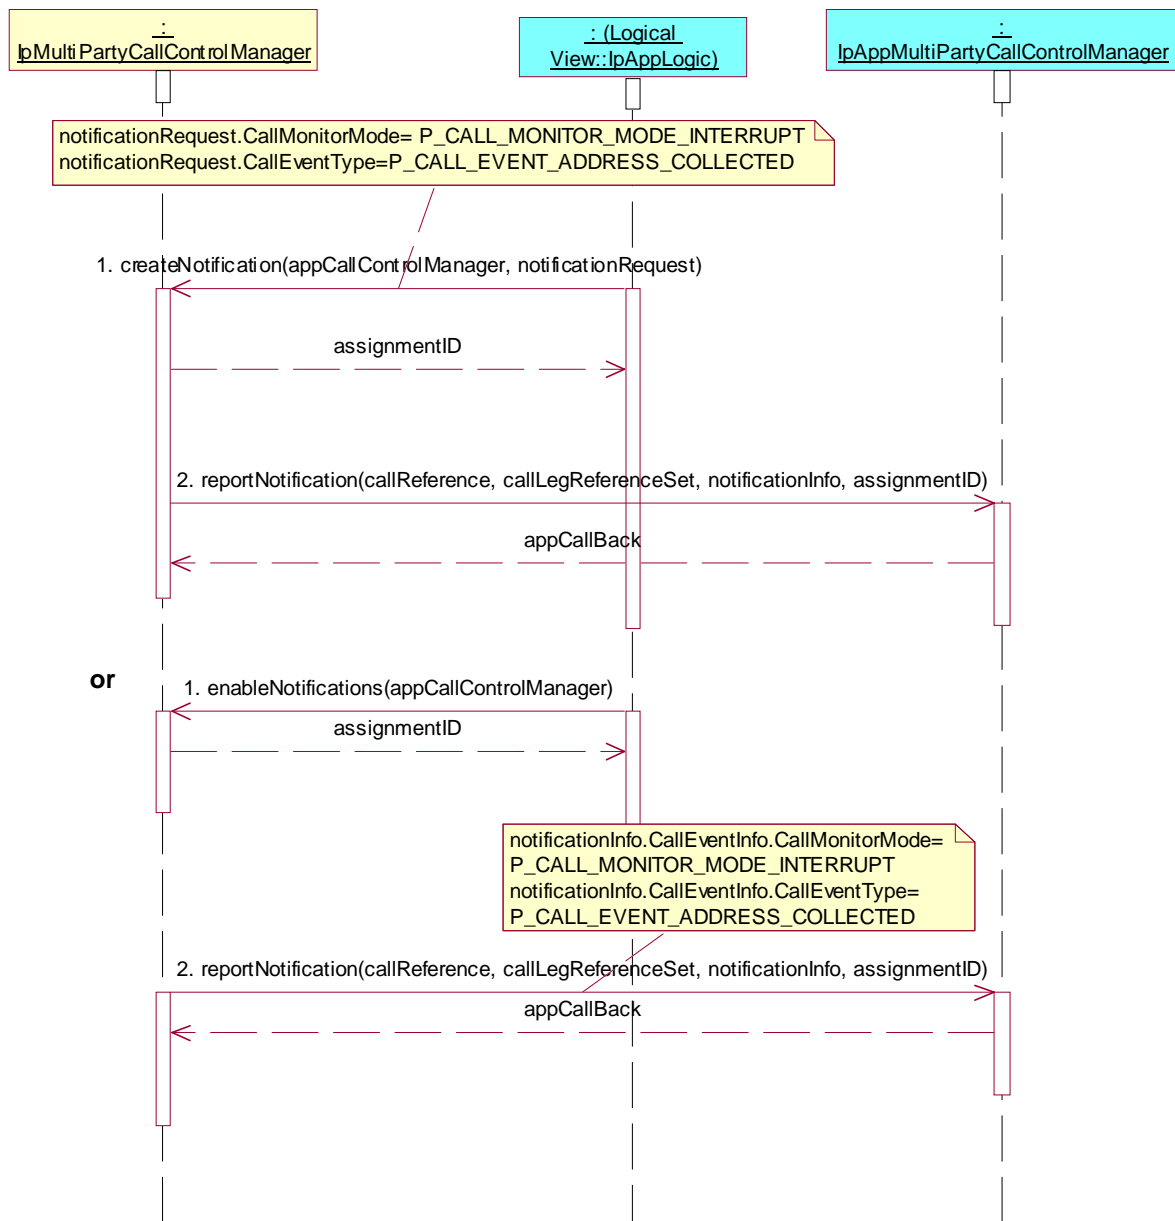 :
IpMultiPartyCallControlManager
: (Logical
View::IpAppLogic)
:
IpAppMultiPartyCallControlManager
notificationRequest.CallMonitorMode= P_CALL_MONITOR_MODE_INTERRUPT
notificationRequest.CallEventType=P_CALL_EVENT_ADDRESS_COLLECTED
1. createNotification(appCallControlManager, notificationRequest)
assignmentID
2. reportNotification(callReference, callLegReferenceSet, notificationInfo, assignmentID)
appCallBack
or
1. enableNotifications(appCallControlManager)
assignmentID
notificationInfo.CallEventInfo.CallMonitorMode=
P_CALL_MONITOR_MODE_INTERRUPT
notificationInfo.CallEventInfo.CallEventType=
P_CALL_EVENT_ADDRESS_COLLECTED
2. reportNotification(callReference, callLegReferenceSet, notificationInfo, assignmentID)
appCallBack